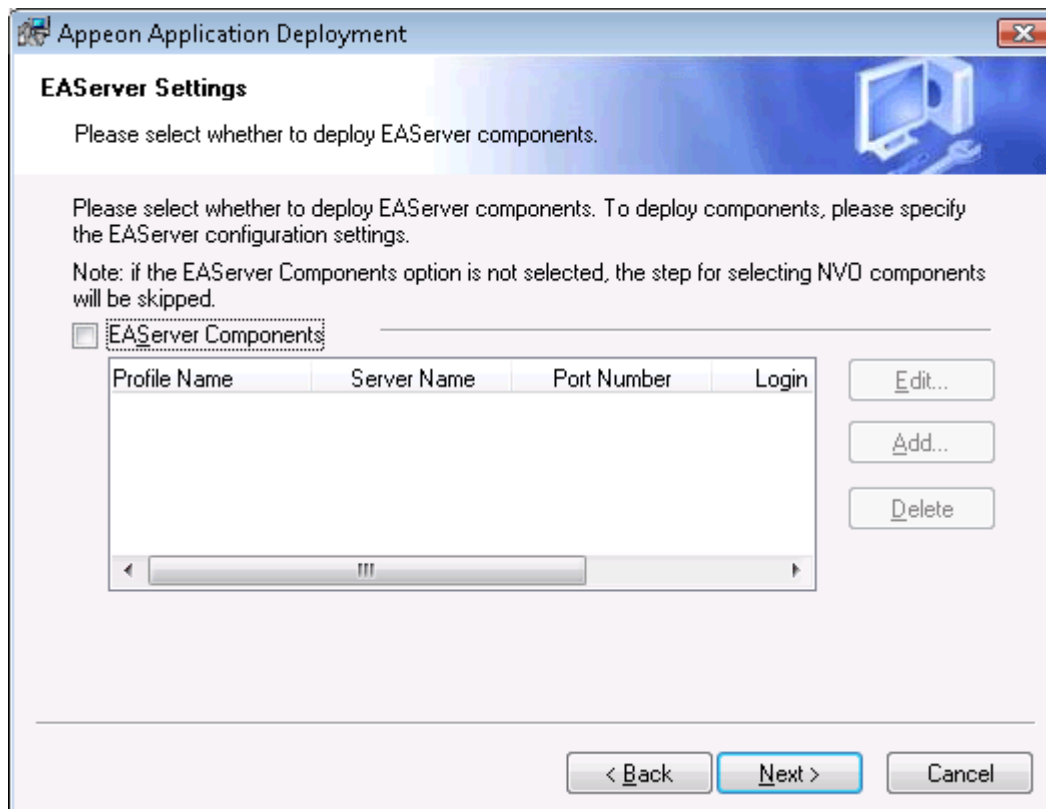 Appeon Application Deployment
EAServer Settings
Please select whether to deploy EAServer components.
Please select whether to deploy EAServer components. To deploy components, please specify
the EAServer configuration settings.
Note: if the EAServer Components option is not selected, the step for selecting NVO components
will be skipped.
EAServer Components
Profile Name Server Name Port Number Login
Edit...
Add...
Delete
< Back Next > Cancel